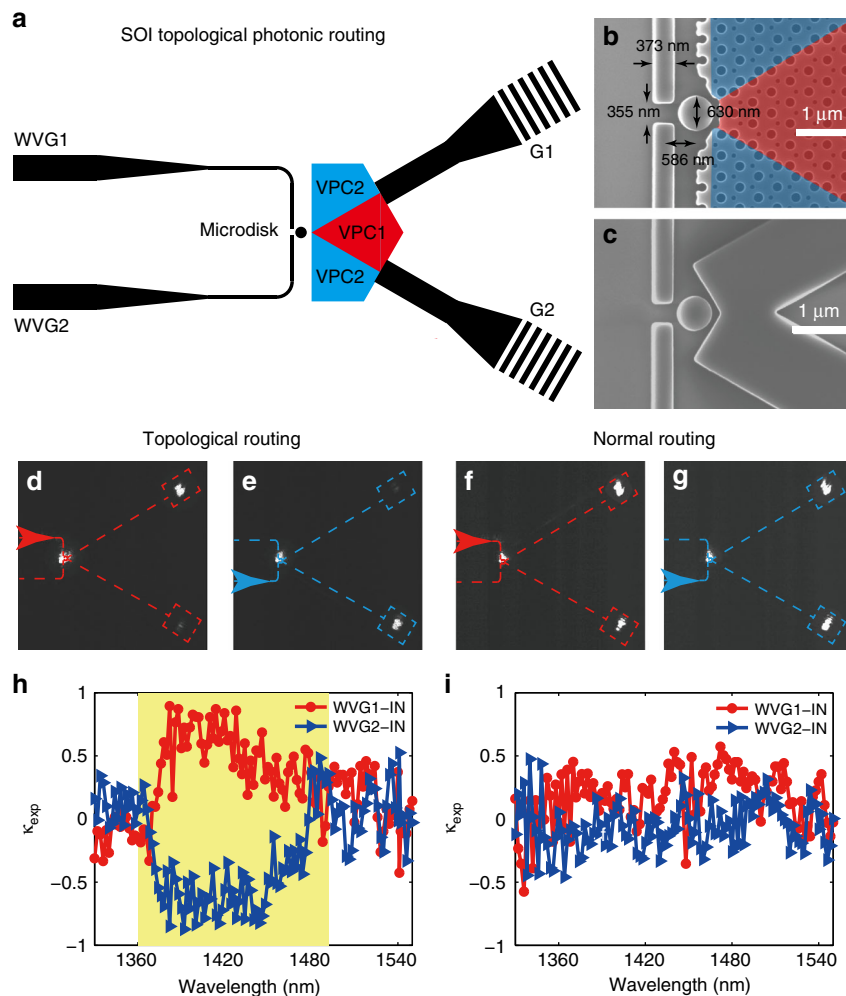 a
SOI topological photonic routing
WVG1
WVG2
Microdisk
VPC2
VPC1
VPC2
G1
G2
b
373 nm
355 nm
630 nm
586 nm
1 μm
c
1 μm
Topological routing
Normal routing
d
e
f
g
h
WVG1−IN
WVG2−IN
1
0.5
0
−0.5
−1
κexp
1360
1420
1480
1540
Wavelength (nm)
i
WVG1−IN
WVG2−IN
1
0.5
0
−0.5
−1
κexp
1360
1420
1480
1540
Wavelength (nm)